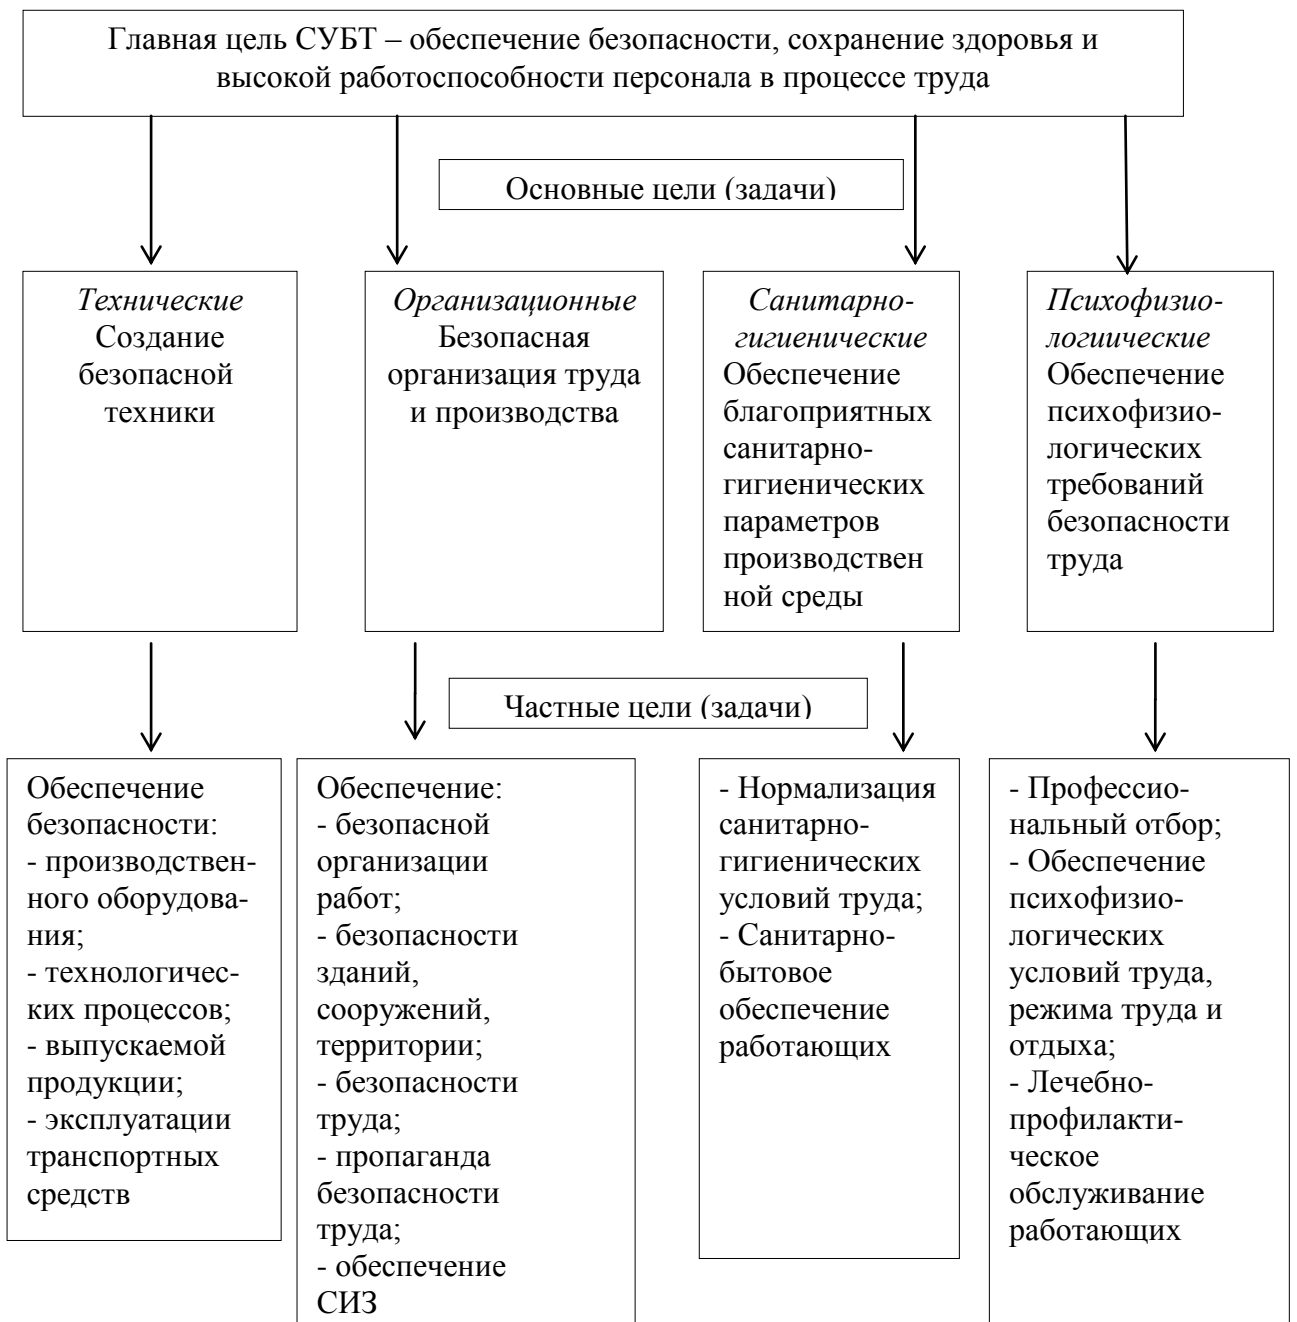 Главная цель СУБТ – обеспечение безопасности, сохранение здоровья и
высокой работоспособности персонала в процессе труда
Основные цели (задачи)
Технические
Создание
безопасной
техники
Организационные
Безопасная
организация труда
и производства
Санитарно-
гигиенические
Обеспечение
благоприятных
санитарно-
гигиенических
параметров
производствен
ной среды
Психофизио-
логиические
Обеспечение
психофизио-
логических
требований
безопасности
труда
Частные цели (задачи)
Обеспечение
безопасности:
- производствен-
ного оборудова-
ния;
- технологичес-
ких процессов;
- выпускаемой
продукции;
- эксплуатации
транспортных
средств
Обеспечение:
- безопасной
организации
работ;
- безопасности
зданий,
сооружений,
территории;
- безопасности
труда;
- пропаганда
безопасности
труда;
- обеспечение
СИЗ
- Нормализация
санитарно-
гигиенических
условий труда;
- Санитарно-
бытовое
обеспечение
работающих
- Профессио-
нальный отбор;
- Обеспечение
психофизио-
логических
условий труда,
режима труда и
отдыха;
- Лечебно-
профилакти-
ческое
обслуживание
работающих